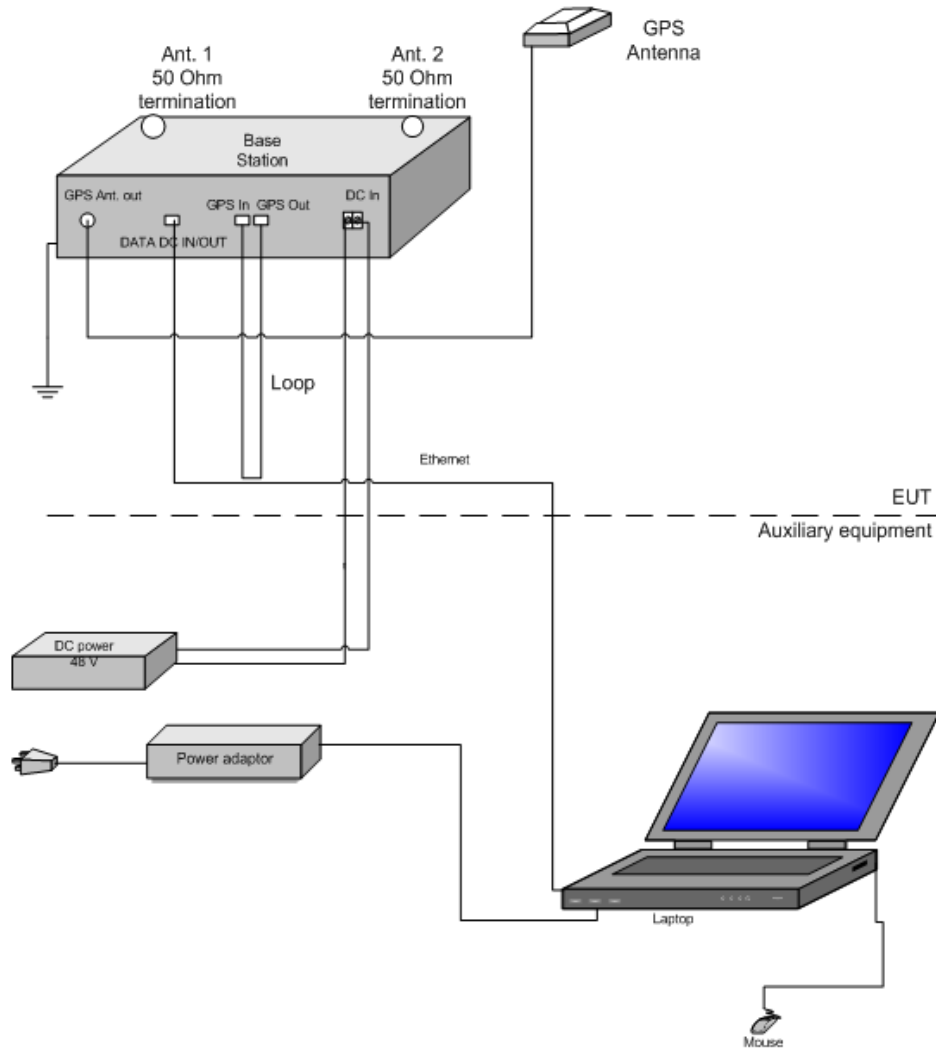 GPS
Antenna
Ant. 1
50 Ohm
termination
Ant. 2
50 Ohm
termination
Base
Station
GPS Ant. out
GPS In
GPS Out
DC In
DATA DC IN/OUT
Loop
Ethernet
EUT
Auxiliary equipment
DC power
48 V
Power adaptor
Laptop
Mouse